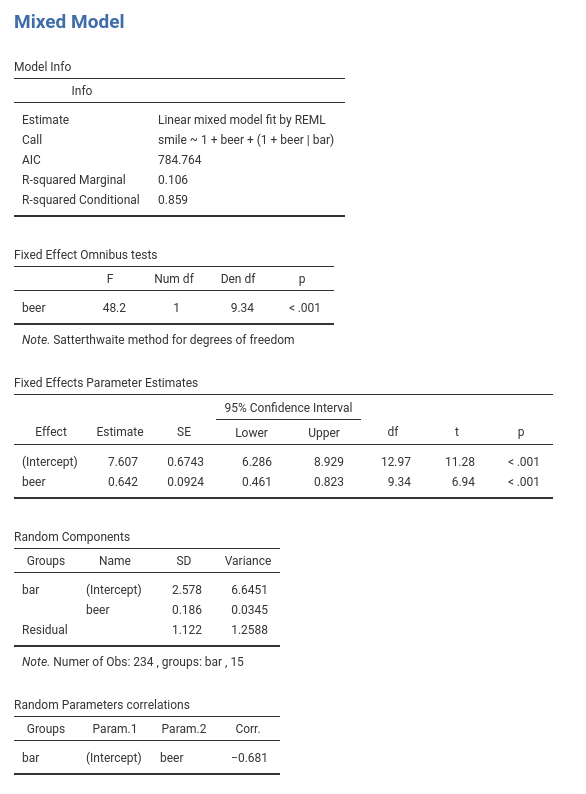 Mixed Model
Model Info
Info
Estimate Linear mixed model fit by REML
Call smile ~ 1 + beer + (1 + beer | bar)
AIC 784.764
R-squared Marginal 0.106
R-squared Conditional 0.859
Fixed Effect Omnibus tests
F Num df Den df p
beer 48.2 1 9.34 < .001
Note. Satterthwaite method for degrees of freedom
Fixed Effects Parameter Estimates
95% Confidence Interval
Effect Estimate SE Lower Upper df t p
(Intercept) 7.607 0.6743 6.286 8.929 12.97 11.28 < .001
beer 0.642 0.0924 0.461 0.823 9.34 6.94 < .001
Random Components
Groups Name SD Variance
bar (Intercept) 2.578 6.6451
beer 0.186 0.0345
Residual 1.122 1.2588
Note. Numer of Obs: 234 , groups: bar , 15
Random Parameters correlations
Groups Param.1 Param.2 Corr.
bar (Intercept) beer −0.681